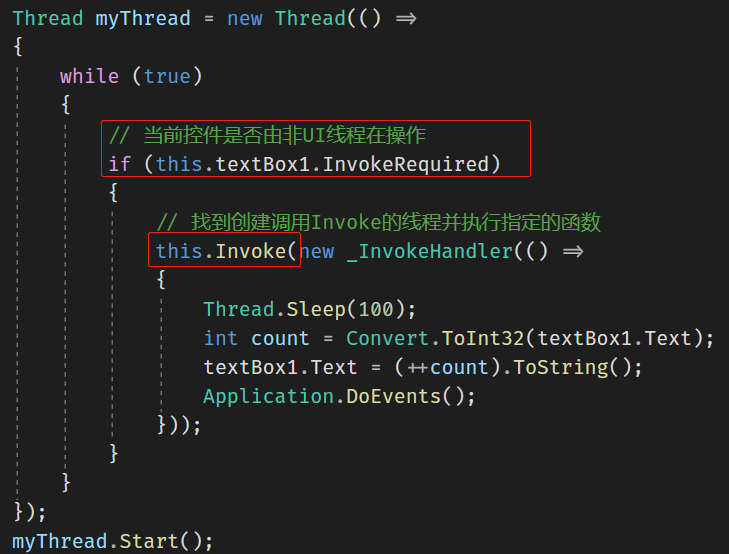 Thread myThread = new Thread(() =>
{
    while (true)
    {
        // 当前控件是否由非UI线程在操作
        if (this.textBox1.InvokeRequired)
        {
            // 找到创建调用Invoke的线程并执行指定的函数
            this.Invoke(new _InvokeHandler(() =>
            {
                Thread.Sleep(100);
                int count = Convert.ToInt32(textBox1.Text);
                textBox1.Text = (++count).ToString();
                Application.DoEvents();
            }));
        }
    }
});
myThread.Start();